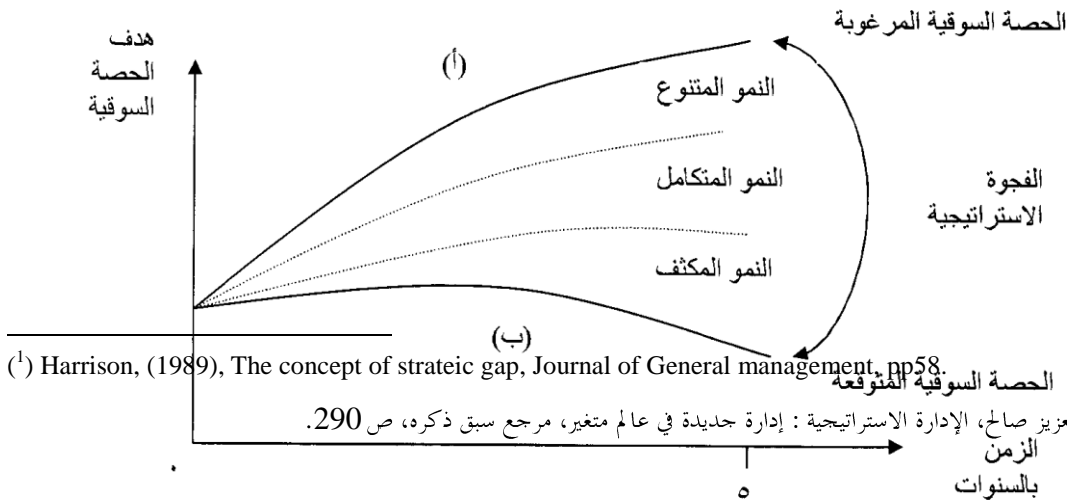 الحصة السوقية المرغوبة
هدف
الحصة
السوقية
(أ)
النمو المتنوع
النمو المتكامل
الفجوة
الاستراتيجية
النمو المكثف
(ب)
(1) Harrison, (1989), The concept of strateic gap, Journal of General management, pp58.
الحصة السوقية المتوقعة
عزيز صالح، الإدارة الاستراتيجية : إدارة جديدة في عالم متغير، مرجع سبق ذكره، ص 290.
الزمن
بالسنوات
٠
٥